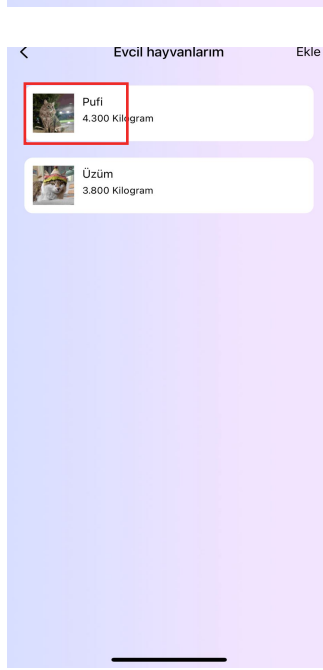 Evcil hayvanlarım
Ekle
Pufi
4.300 Kilogram
Üzüm
3.800 Kilogram